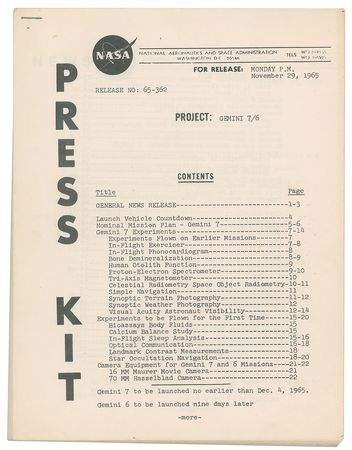 PRESS KIT
NASA
NATIONAL AERONAUTICS AND SPACE ADMINISTRATION
WASHINGTON, D.C. 20546
TELS.
FOR RELEASE: MONDAY P.M.
November 29, 1965
RELEASE NO: 65-362
PROJECT: GEMINI 7/6
CONTENTS
Title Page
GENERAL NEWS RELEASE-----1-3
Launch Vehicle Countdown-----4
Nominal Mission Plan - Gemini 7-----5-6
Gemini 7 Experiments-----7-14
Experiments Flown on Earlier Missions-----7
In-Flight Exerciser-----7-8
In-Flight Phonocardiogram-----8
Bone Demineralization-----8-9
Human Otolith Function-----9
Proton-Electron Spectrometer-----9-10
Tri-Axis Magnetometer-----10
Celestial Radiometry Space Object Radiometry-10-11
Simple Navigation-----11
Synoptic Terrain Photography-----11-12
Synoptic Weather Photography-----12
Visual Acuity Astronaut Visibility-----12-14
Experiments to be Flown for the First Time-----15-20
Bioassays Body Fluids-----15
Calcium Balance Study-----15
In-Flight Sleep Analysis-----15-16
Optical Communication-----16-18
Landmark Contrast Measurements-----18
Star Occultation Navigation-----18-20
Camera Equipment for Gemini 7 and 6 Missions----21-22
16 MM Maurer Movie Camera-----21
70 MM Hasselblad Camera-----22
Gemini 7 to be launched no earlier than Dec. 4, 1965.
Gemini 6 to be launched nine days later
-more-